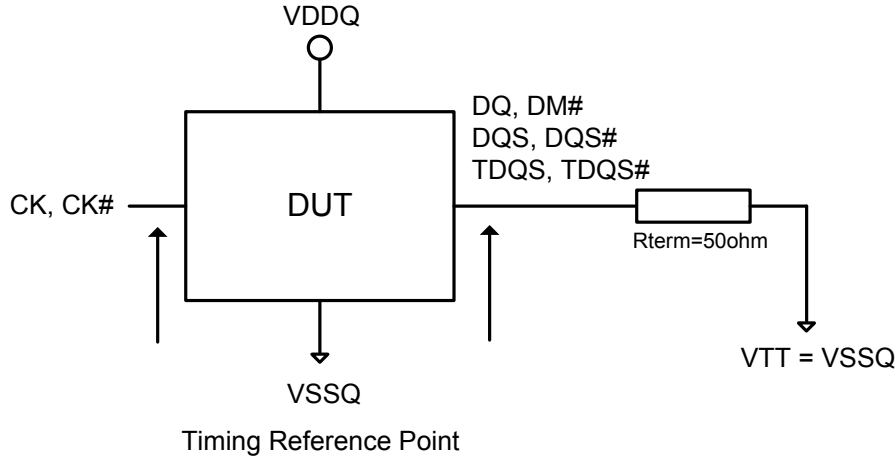 VDDQ
DQ, DM#
DQS, DQS#
TDQS, TDQS#
CK, CK#
DUT
Rterm=50ohm
VTT = VSSQ
VSSQ
Timing Reference Point